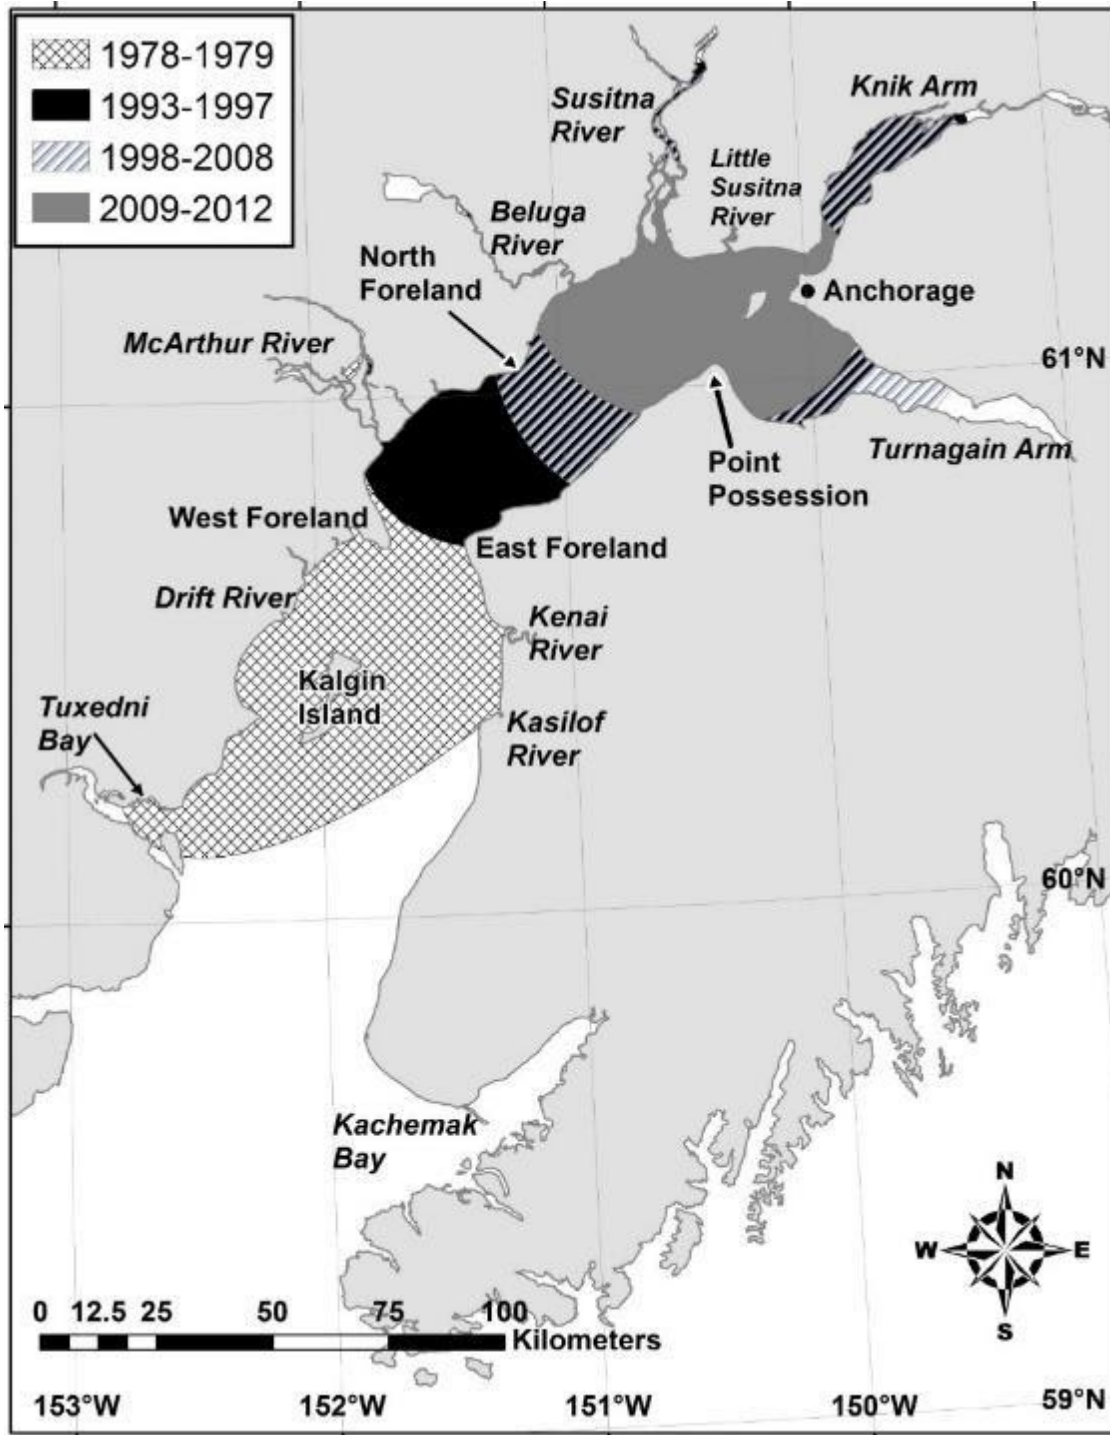 1978-1979
1993-1997
1998-2008
2009-2012
Susitna
River
Knik Arm
Little
Susitna
River
Beluga
River
North
Foreland
Anchorage
McArthur River
61°N
Turnagain Arm
Point
Possession
West Foreland
East Foreland
Drift River
Kenai
River
Kalgin
Island
Tuxedni
Bay
Kasilof
River
60°N
Kachemak
Bay
N
W
E
S
0 12.5 25 50 75 100
Kilometers
153°W 152°W 151°W 150°W
59°N